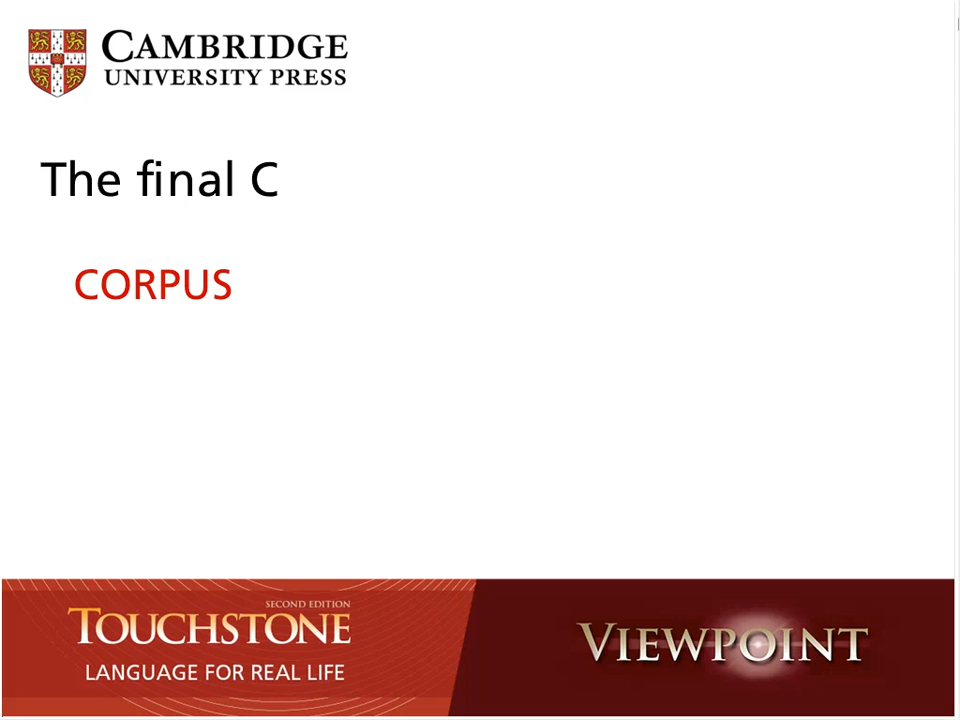 CAMBRIDGE
UNIVERSITY PRESS
The final C
CORPUS
SECOND EDITION
TOUCHSTONE
LANGUAGE FOR REAL LIFE
VIEWPOINT